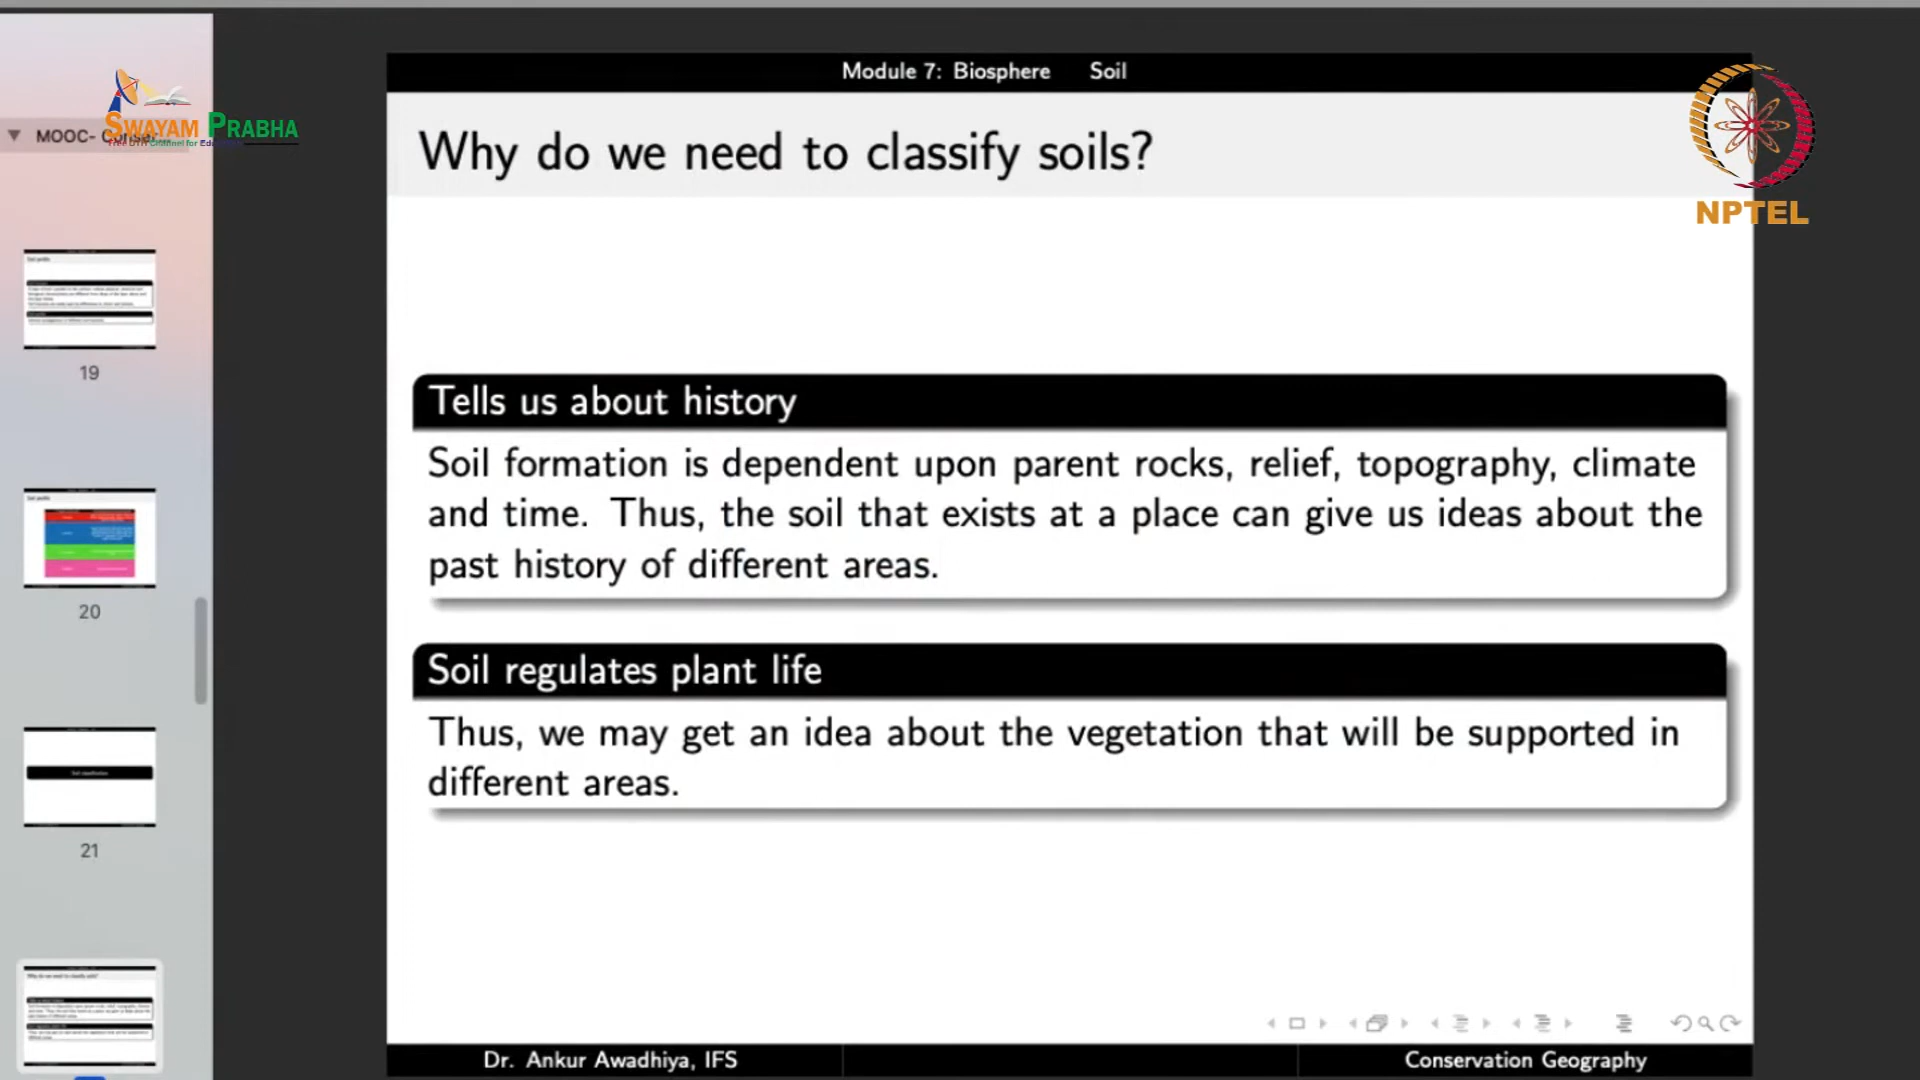 Module 7: Biosphere Soil
SWAYAM PRABHA
MOOC-
NPTEL
Why do we need to classify soils?
Tells us about history
Soil formation is dependent upon parent rocks, relief, topography, climate
and time. Thus, the soil that exists at a place can give us ideas about the
past history of different areas.
Soil regulates plant life
Thus, we may get an idea about the vegetation that will be supported in
different areas.
19
20
21
Dr. Ankur Awadhiya, IFS
Conservation Geography